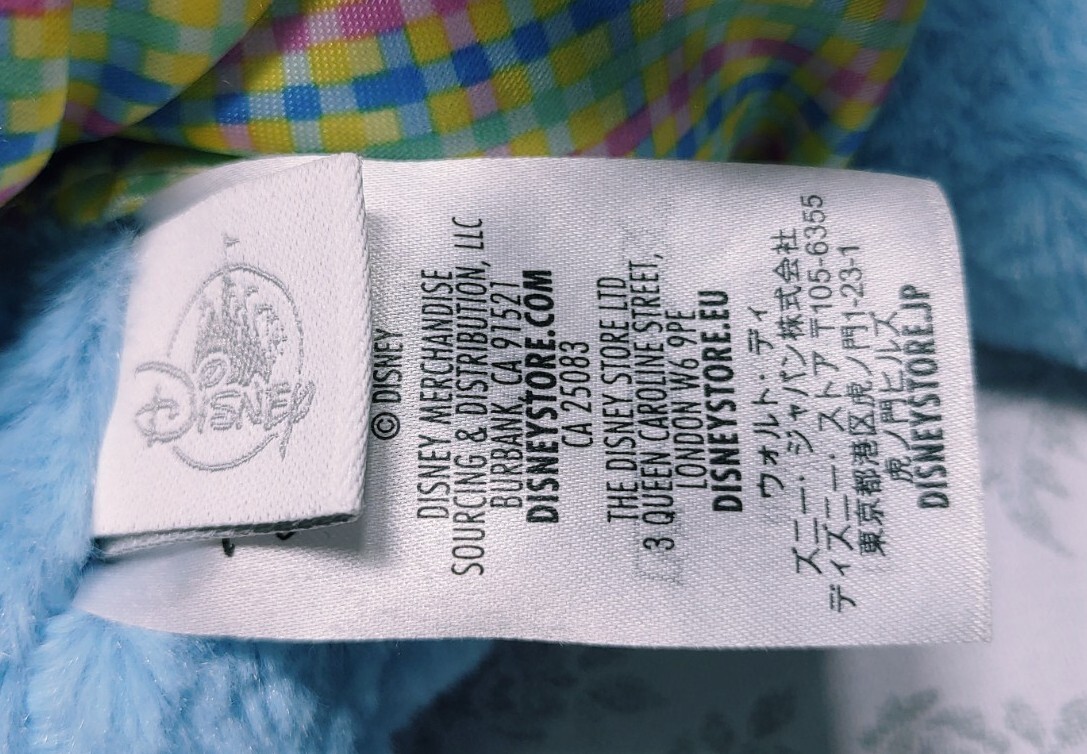 Disney
© DISNEY
DISNEY MERCHANDISE
SOURCING & DISTRIBUTION, LLC
BURBANK, CA 91521
DISNEYSTORE.COM
CA 25083
THE DISNEY STORE LTD
3 QUEEN CAROLINE STREET,
LONDON W6 9PE
DISNEYSTORE.EU
ウォルト・ディ
ズニー・ジャパン株式会社
ディズニー・ストア 〒105-6355
東京都港区虎ノ門1-23-1
虎ノ門ヒルズ
DISNEYSTORE.JP